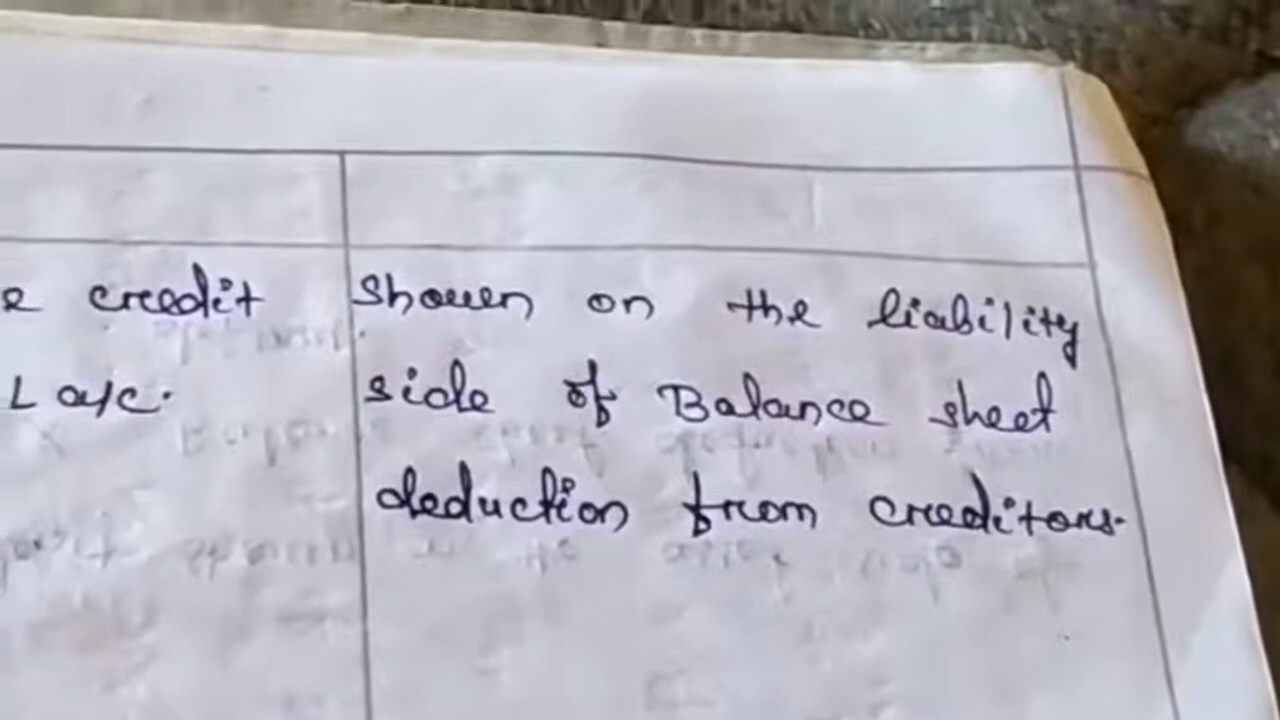 credit shown on the liability
L a/c. side of Balance sheet
deduction from creditors.